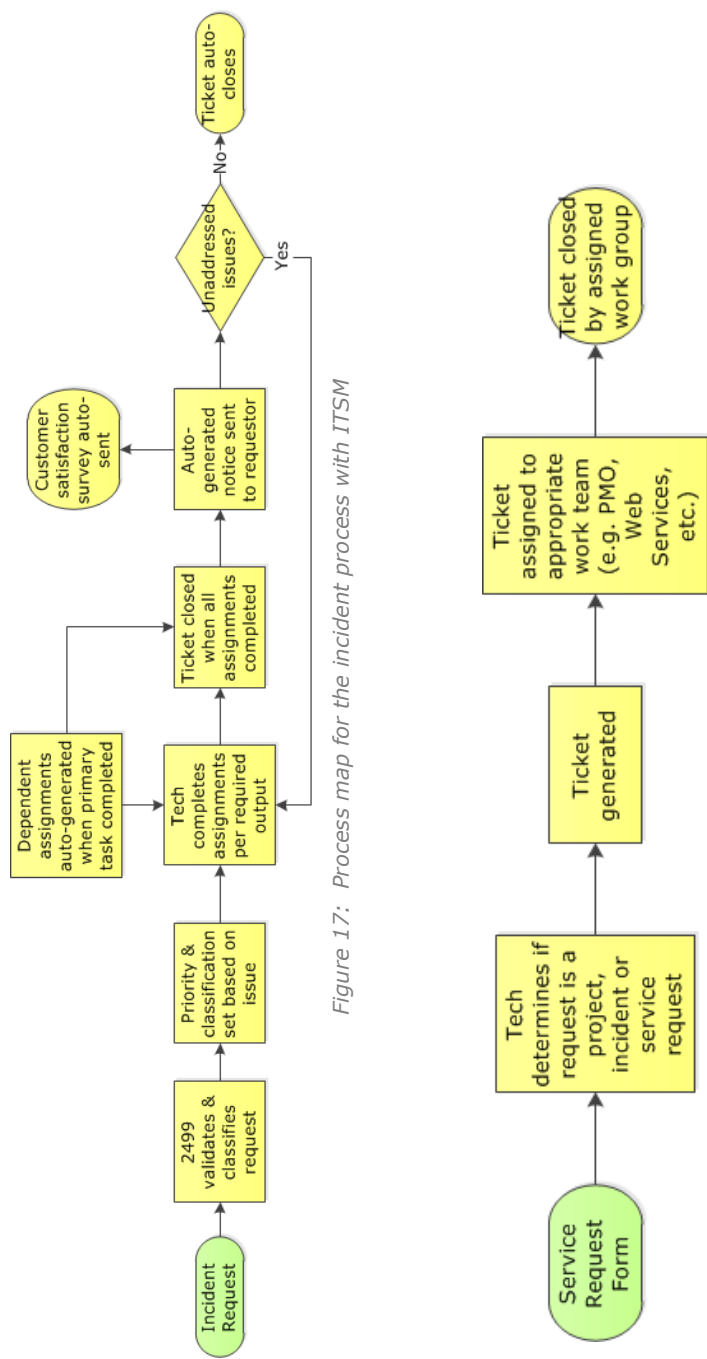 Incident
Request
2499
validates &
classifies
request
Priority &
classification
set based on
issue
Dependent
assignments
auto-generated
when primary
task completed
Tech
completes
assignments
per required
output
Ticket closed
when all
assignments
completed
Customer
satisfaction
survey auto-
sent
Auto-
generated
notice sent
to requestor
Unaddressed
issues?
No
Yes
Ticket auto-
closes
Figure 17: Process map for the incident process with ITSM
Service
Request
Form
Tech
determines if
request is a
project,
incident or
service
request
Ticket
generated
Ticket
assigned to
appropriate
work team
(e.g. PMO,
Web
Services,
etc.)
Ticket closed
by assigned
work group